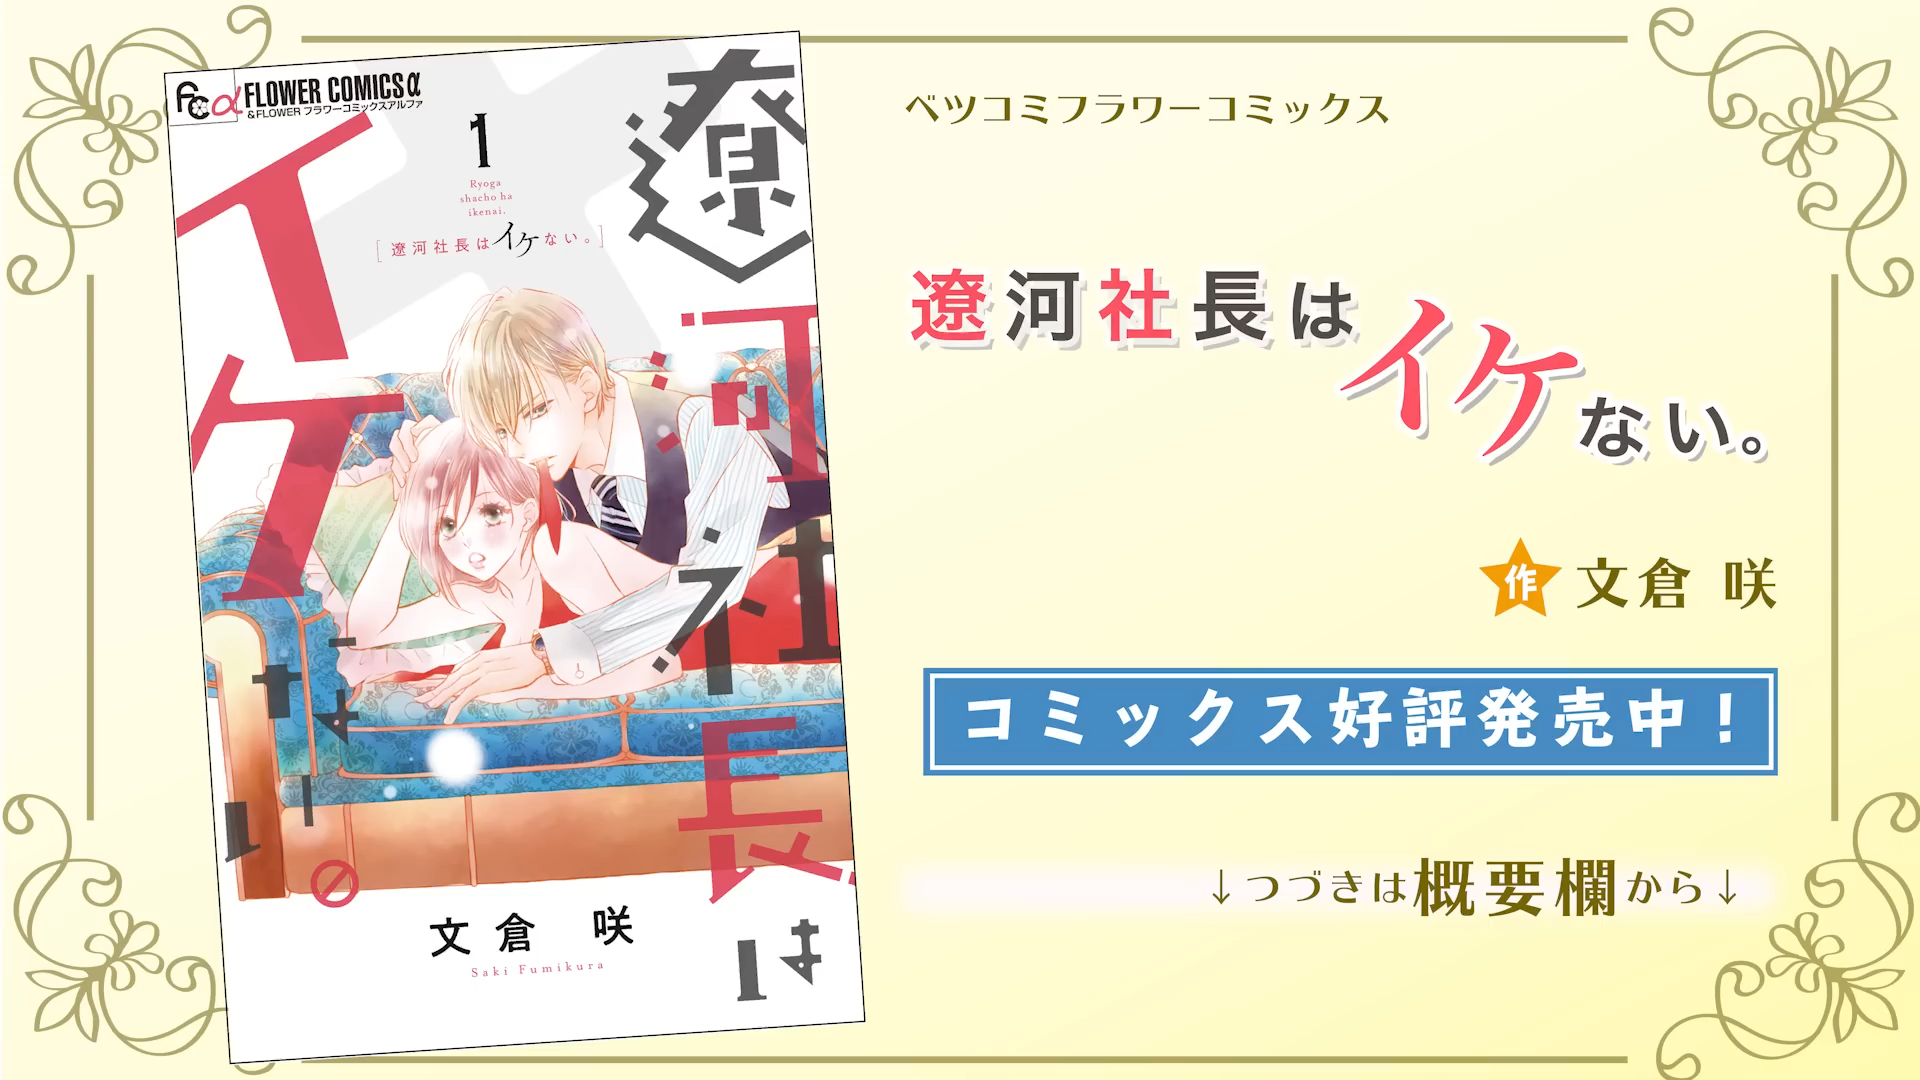 FCα FLOWER COMICS α
&FLOWER フラワーコミックスアルファ
1
Ryoga
shacho ha
ikenai.
[遼河社長はイケない。]
遼河社長は
イケない。
文倉 咲
Saki Fumikura
ベツコミフラワーコミックス
遼河社長はイケない。
作 文倉 咲
コミックス好評発売中!
↓つづきは概要欄から↓